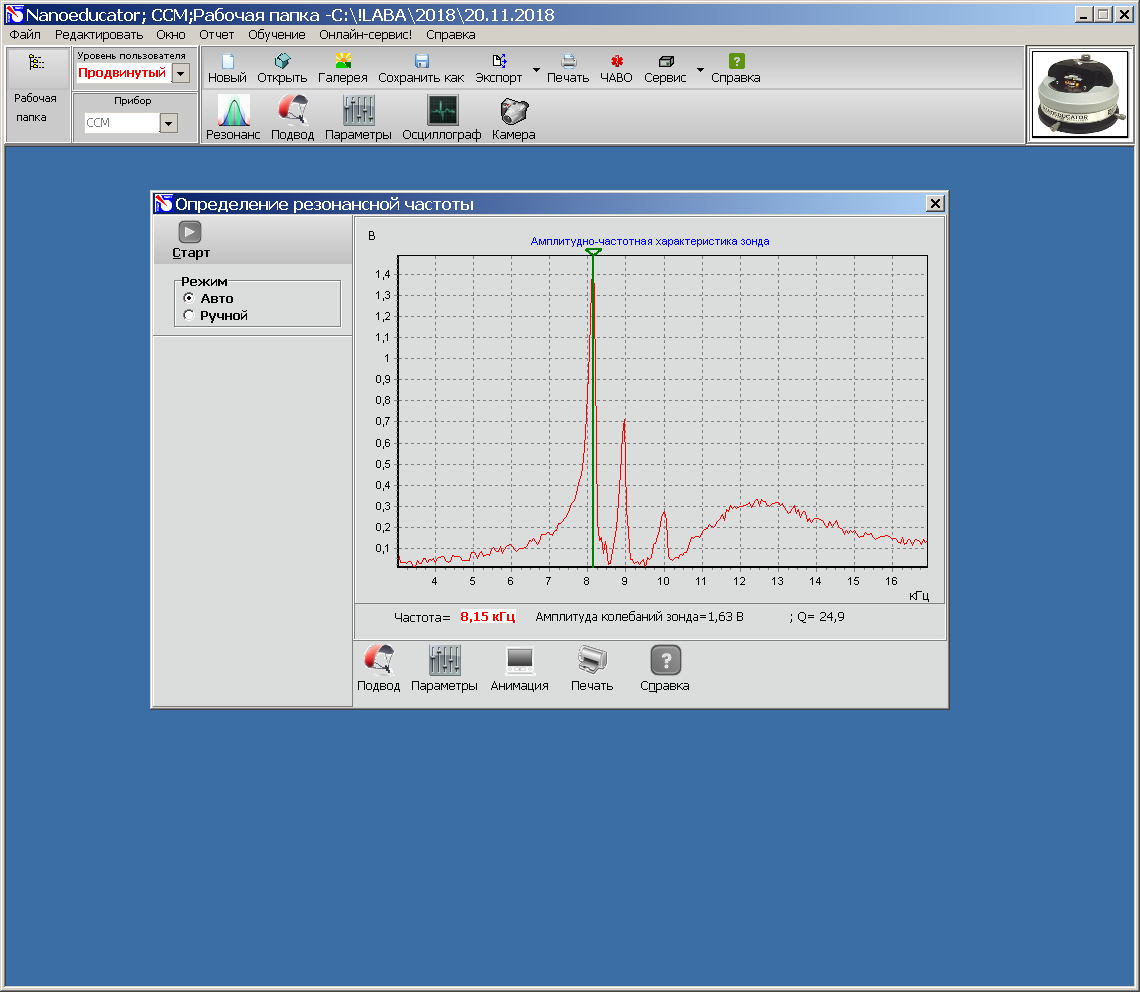 Nanoeducator; ССМ;Рабочая папка -C:\!LABA\2018\20.11.2018
Файл Редактировать Окно Отчет Обучение Онлайн-сервис! Справка
Рабочая
папка
Уровень пользователя
Продвинутый
Прибор
ССМ
Новый Открыть Галерея Сохранить как Экспорт Печать ЧАВО Сервис Справка
Резонанс Подвод Параметры Осциллограф Камера
EDUCATOR
Определение резонансной частоты
Старт
Режим
Авто
Ручной
В
Амплитудно-частотная характеристика зонда
1,4
1,3
1,2
1,1
1
0,9
0,8
0,7
0,6
0,5
0,4
0,3
0,2
0,1
4 5 6 7 8 9 10 11 12 13 14 15 16
кГц
Частота= 8,15 кГц Амплитуда колебаний зонда=1,63 В ; Q= 24,9
Подвод Параметры Анимация Печать Справка